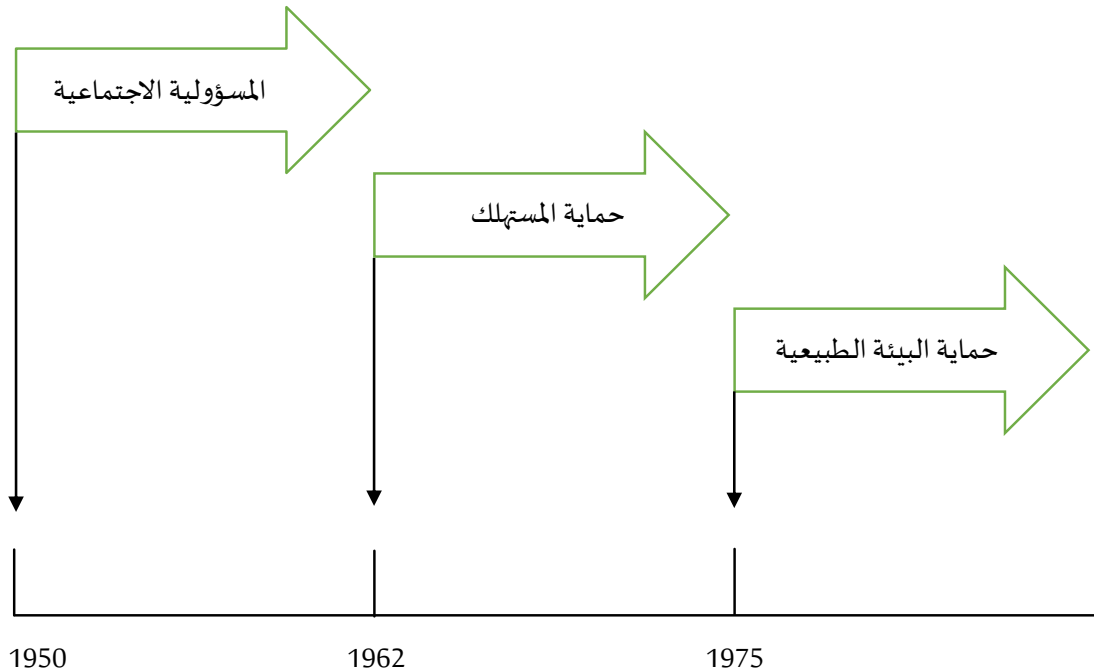 المسؤولية الاجتماعية
حماية المستهلك
حماية البيئة الطبيعية
1950
1962
1975